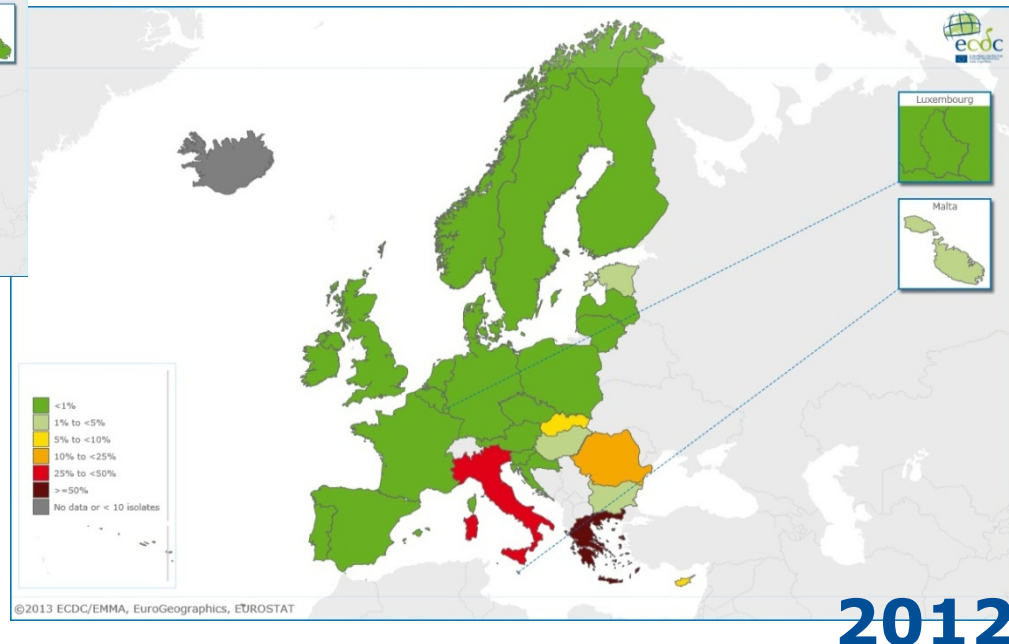 ecdc
Luxembourg
Malta
<1%
1% to <5%
5% to <10%
10% to <25%
25% to <50%
>=50%
No data or < 10 isolates
©2013 ECDC/EMMA, EuroGeographics, EUROSTAT
2012